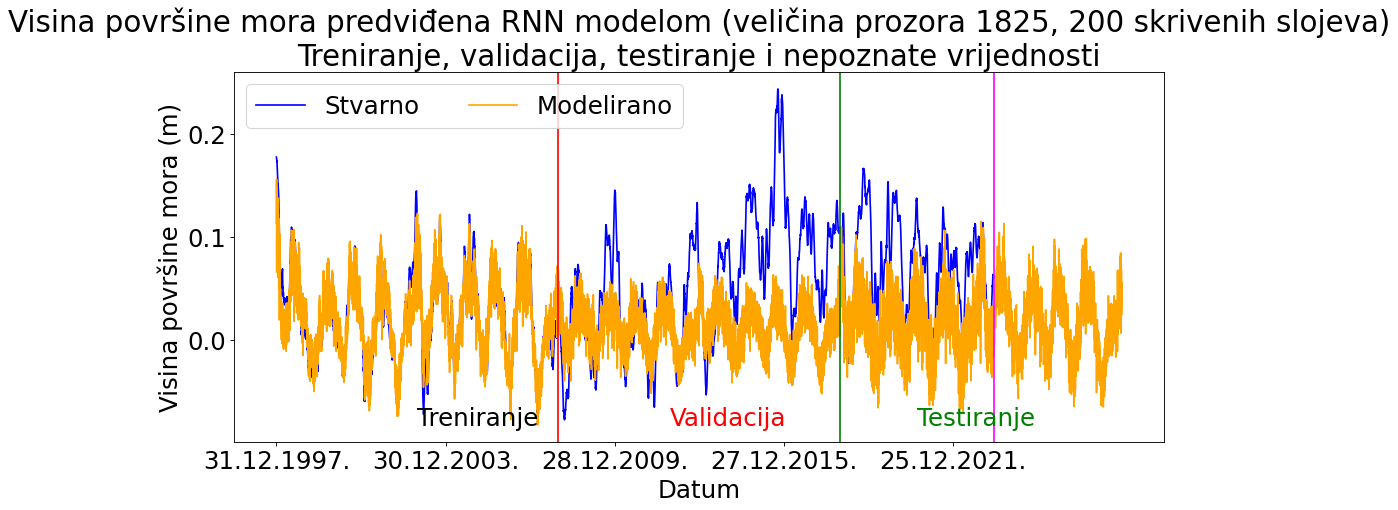 Visina površine mora predviđena RNN modelom (veličina prozora 1825, 200 skrivenih slojeva)
Treniranje, validacija, testiranje i nepoznate vrijednosti
Stvarno Modelirano
Visina površine mora (m)
0.2
0.1
0.0
Treniranje Validacija Testiranje
31.12.1997. 30.12.2003. 28.12.2009. 27.12.2015. 25.12.2021.
Datum